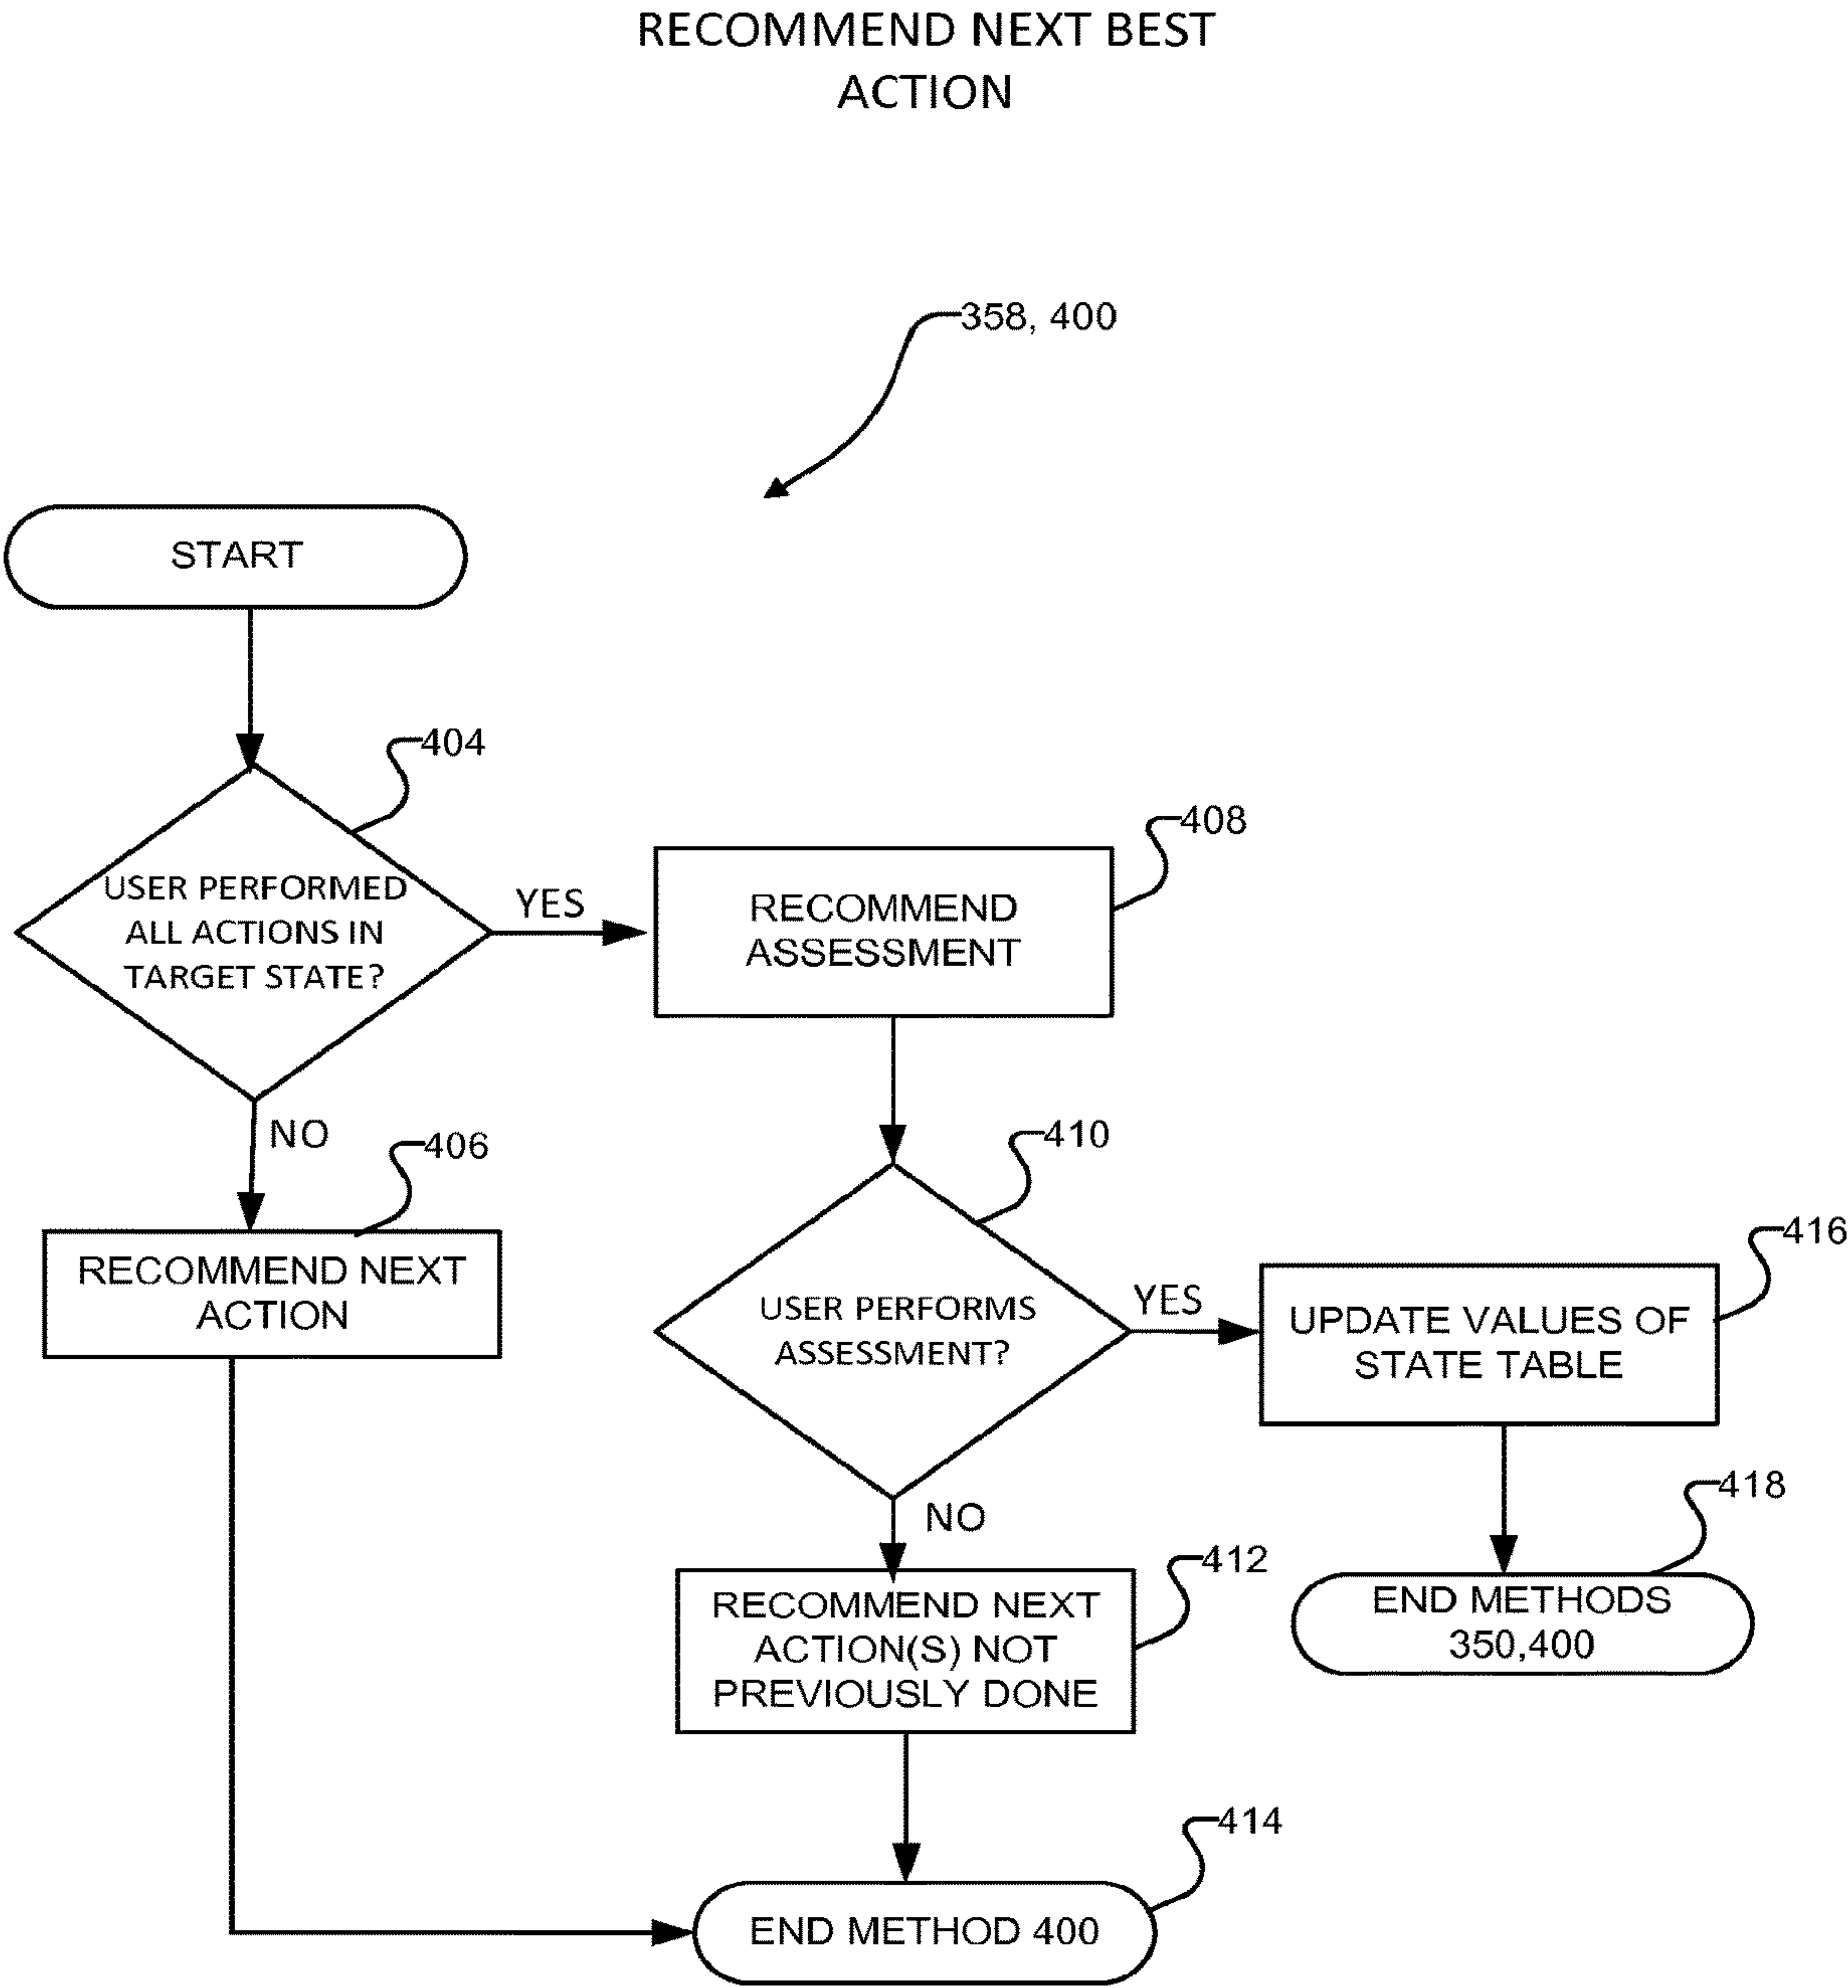 RECOMMEND NEXT BEST
ACTION
358, 400
START
404
USER PERFORMED
ALL ACTIONS IN
TARGET STATE?
YES
408
RECOMMEND
ASSESSMENT
NO
406
RECOMMEND NEXT
ACTION
410
USER PERFORMS
ASSESSMENT?
YES
416
UPDATE VALUES OF
STATE TABLE
NO
412
RECOMMEND NEXT
ACTION(S) NOT
PREVIOUSLY DONE
418
END METHODS
350,400
414
END METHOD 400